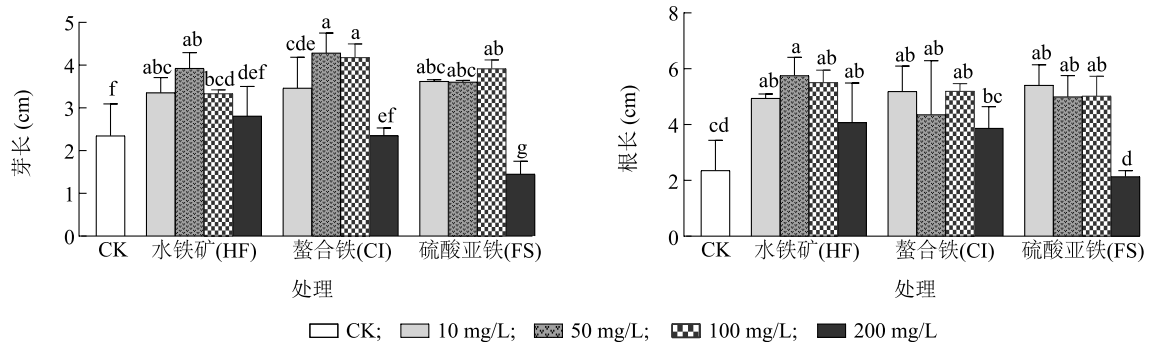 芽长 (cm)
5
4
3
2
1
0
f
abc
ab
bcd
def
cde
a
a
ef
abc
abc
ab
g
CK
水铁矿(HF)
螯合铁(CI)
硫酸亚铁(FS)
处理
根长 (cm)
8
6
4
2
0
cd
ab
a
ab
ab
ab
ab
ab
bc
ab
ab
ab
d
CK
水铁矿(HF)
螯合铁(CI)
硫酸亚铁(FS)
处理
CK; 10 mg/L; 50 mg/L; 100 mg/L; 200 mg/L